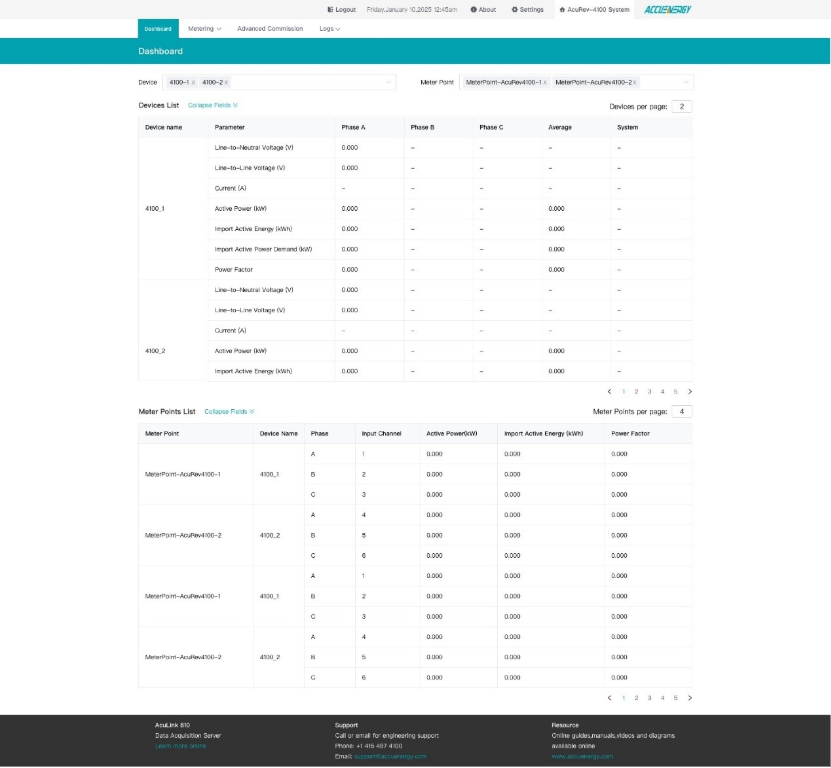 Logout Friday,January 10,2025 12:45am About Settings AcuRev-4100 System ACCUENERGY
Dashboard Metering Advanced Commission Logs
Dashboard
Device 4100-1 × 4100-2 × Meter Point MeterPoint-AcuRev4100-1 × MeterPoint-AcuRev4100-2 ×
Devices List Collapse Fields Devices per page: 2
Device name Parameter Phase A Phase B Phase C Average System
Line-to-Neutral Voltage (V) 0.000 - - - -
Line-to-Line Voltage (V) 0.000 - - - -
Current (A) - - - - -
4100_1 Active Power (kW) 0.000 - - 0.000 -
Import Active Energy (kWh) 0.000 - - 0.000 -
Import Active Power Demand (kW) 0.000 - - 0.000 -
Power Factor 0.000 - - 0.000 -
Line-to-Neutral Voltage (V) 0.000 - - - -
Line-to-Line Voltage (V) 0.000 - - - -
Current (A) - - - - -
4100_2 Active Power (kW) 0.000 - - 0.000 -
Import Active Energy (kWh) 0.000 - - 0.000 -
< 1 2 3 4 5 >
Meter Points List Collapse Fields Meter Points per page: 4
Meter Point Device Name Phase Input Channel Active Power(kW) Import Active Energy (kWh) Power Factor
A 1 0.000 0.000 0.000
MeterPoint-AcuRev4100-1 4100_1 B 2 0.000 0.000 0.000
C 3 0.000 0.000 0.000
A 4 0.000 0.000 0.000
MeterPoint-AcuRev4100-2 4100_2 B 5 0.000 0.000 0.000
C 6 0.000 0.000 0.000
A 1 0.000 0.000 0.000
MeterPoint-AcuRev4100-1 4100_1 B 2 0.000 0.000 0.000
C 3 0.000 0.000 0.000
A 4 0.000 0.000 0.000
MeterPoint-AcuRev4100-2 4100_2 B 5 0.000 0.000 0.000
C 6 0.000 0.000 0.000
< 1 2 3 4 5 >
AcuLink 810 Support Resource
Data Acquisition Server Call or email for engineering support Online guides,manuals,videos and diagrams
Learn more online Phone: +1 416 497 4100 available online
Email: support@accuenergy.com www.accuenergy.com